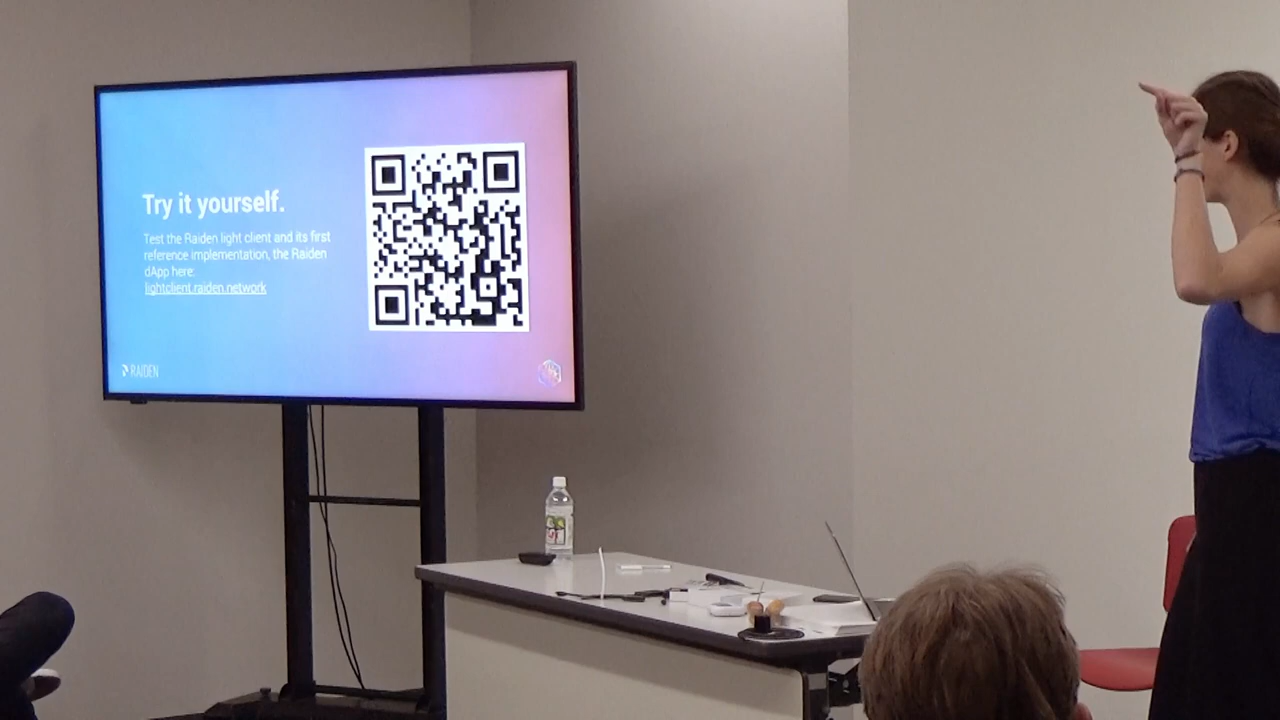 Try it yourself.
Test the Raiden light client and its first
reference implementation, the Raiden
dApp here:
lightclient.raiden.network
RAIDEN